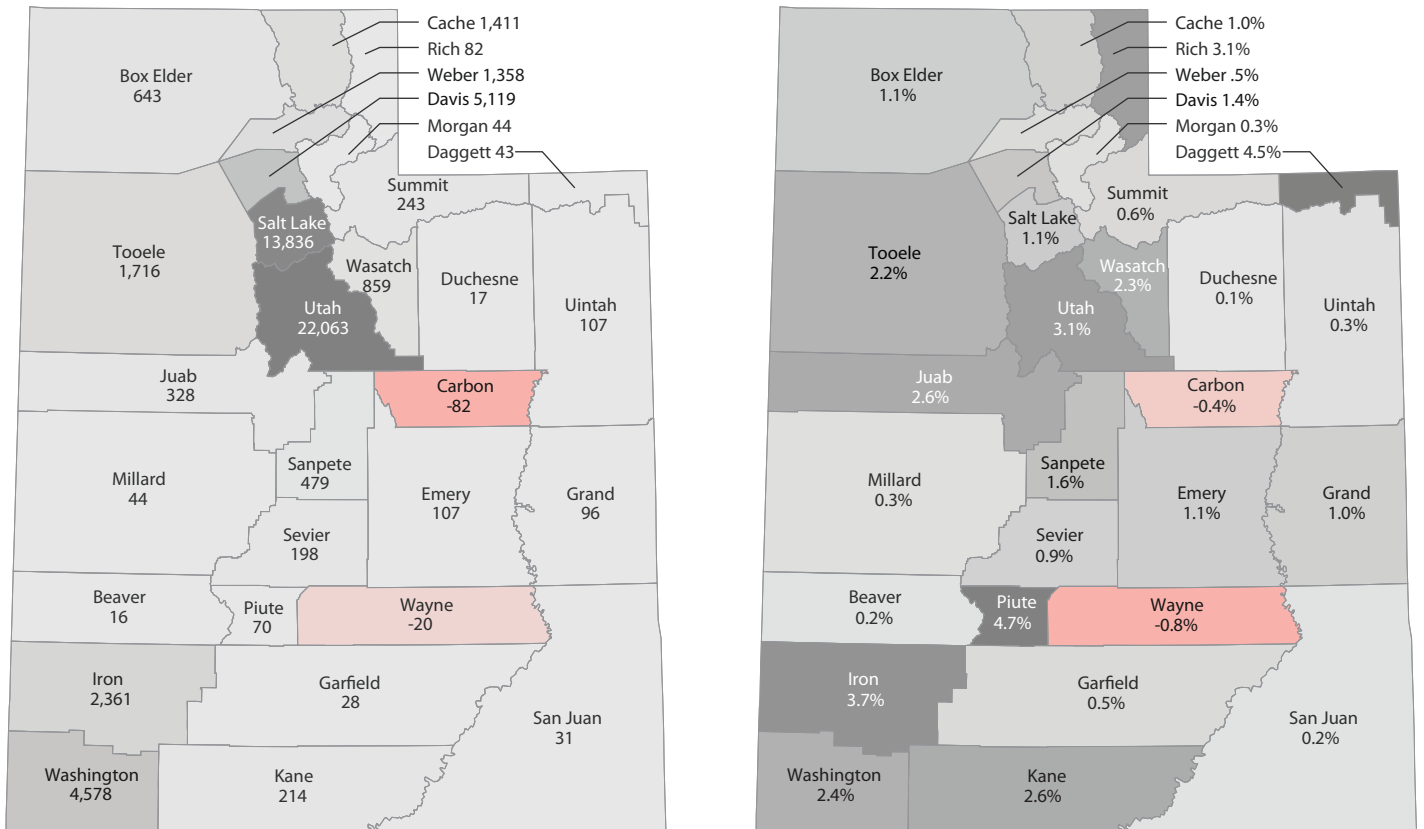 Cache 1,411
Rich 82
Weber 1,358
Davis 5,119
Morgan 44
Daggett 43
Box Elder
643
Summit
243
Salt Lake
13,836
Tooele
1,716
Wasatch
859
Duchesne
17
Uintah
107
Utah
22,063
Juab
328
Carbon
-82
Sanpete
479
Millard
44
Emery
107
Grand
96
Sevier
198
Beaver
16
Piute
70
Wayne
-20
Iron
2,361
Garfield
28
San Juan
31
Washington
4,578
Kane
214
Cache 1.0%
Rich 3.1%
Weber .5%
Davis 1.4%
Morgan 0.3%
Daggett 4.5%
Box Elder
1.1%
Summit
0.6%
Salt Lake
1.1%
Tooele
2.2%
Wasatch
2.3%
Duchesne
0.1%
Uintah
0.3%
Utah
3.1%
Juab
2.6%
Carbon
-0.4%
Sanpete
1.6%
Millard
0.3%
Emery
1.1%
Grand
1.0%
Sevier
0.9%
Beaver
0.2%
Piute
4.7%
Wayne
-0.8%
Iron
3.7%
Garfield
0.5%
San Juan
0.2%
Washington
2.4%
Kane
2.6%